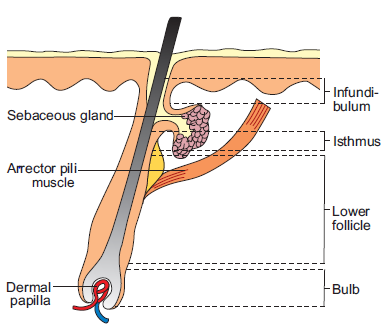 Infundi-
bulum
Sebaceous gland
Isthmus
Arrector pili
muscle
Lower
follicle
Dermal
papilla
Bulb